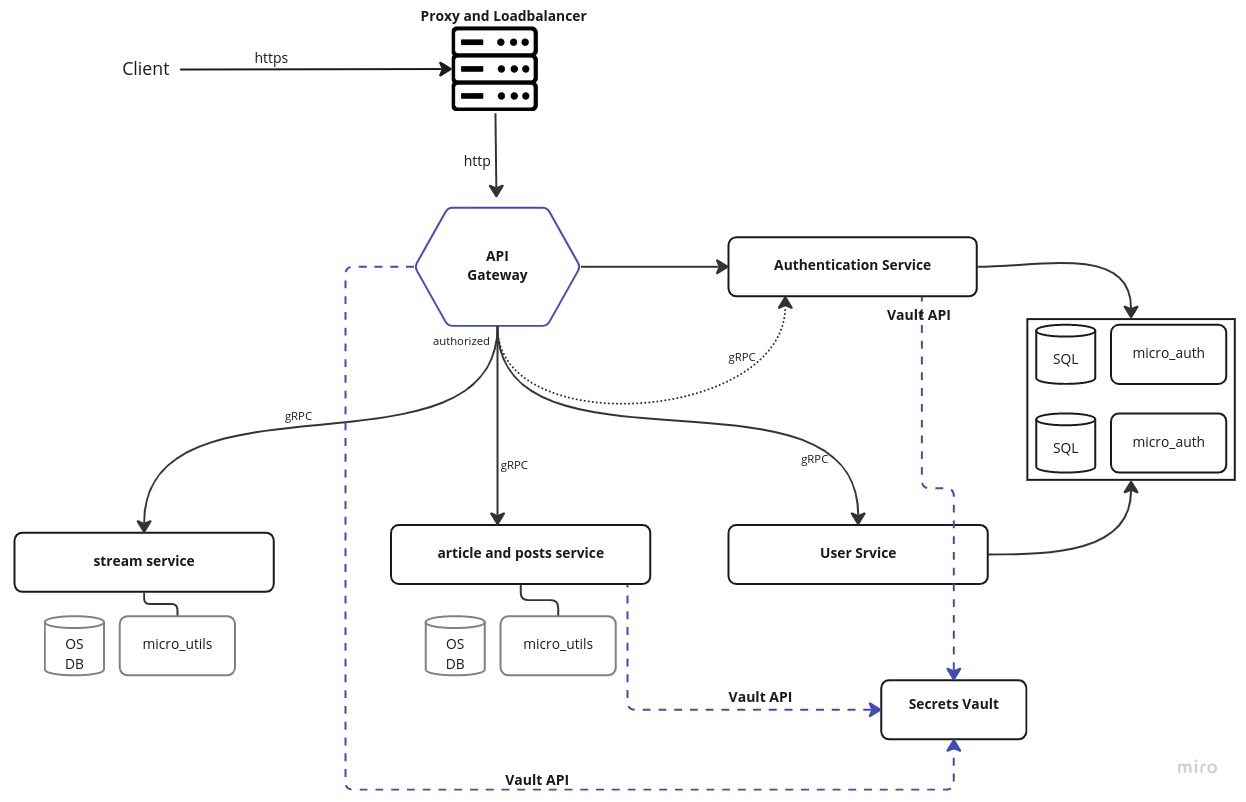 Proxy and Loadbalancer
Client
https
http
API
Gateway
Authentication Service
Vault API
authorized
gRPC
SQL
micro_auth
gRPC
gRPC
gRPC
SQL
micro_auth
stream service
article and posts service
User Srvice
OS
DB
micro_utils
OS
DB
micro_utils
Vault API
Secrets Vault
Vault API
miro